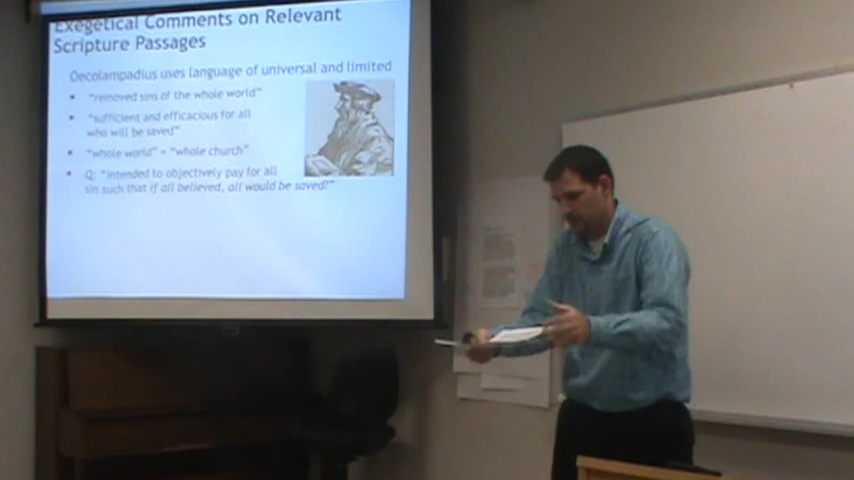 Exegetical Comments on Relevant
Scripture Passages
Oecolampadius uses language of universal and limited
▪ "removed sins of the whole world"
▪ "sufficient and efficacious for all
who will be saved"
▪ "whole world" = "whole church"
▪ Q: "intended to objectively pay for all
sin such that if all believed, all would be saved?"